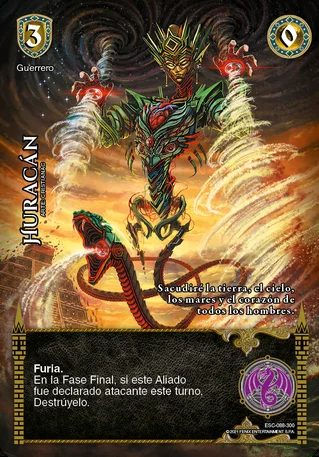 3
0
Guerrero
HURACÁN
Sacudiré la tierra, el cielo,
los mares y el corazón de
todos los hombres.
Furia.
En la Fase Final, si este Aliado
fue declarado atacante este turno,
Destrúyelo.
ESC-088-300
©2021 FENIX ENTERTAINMENT S.P.A.